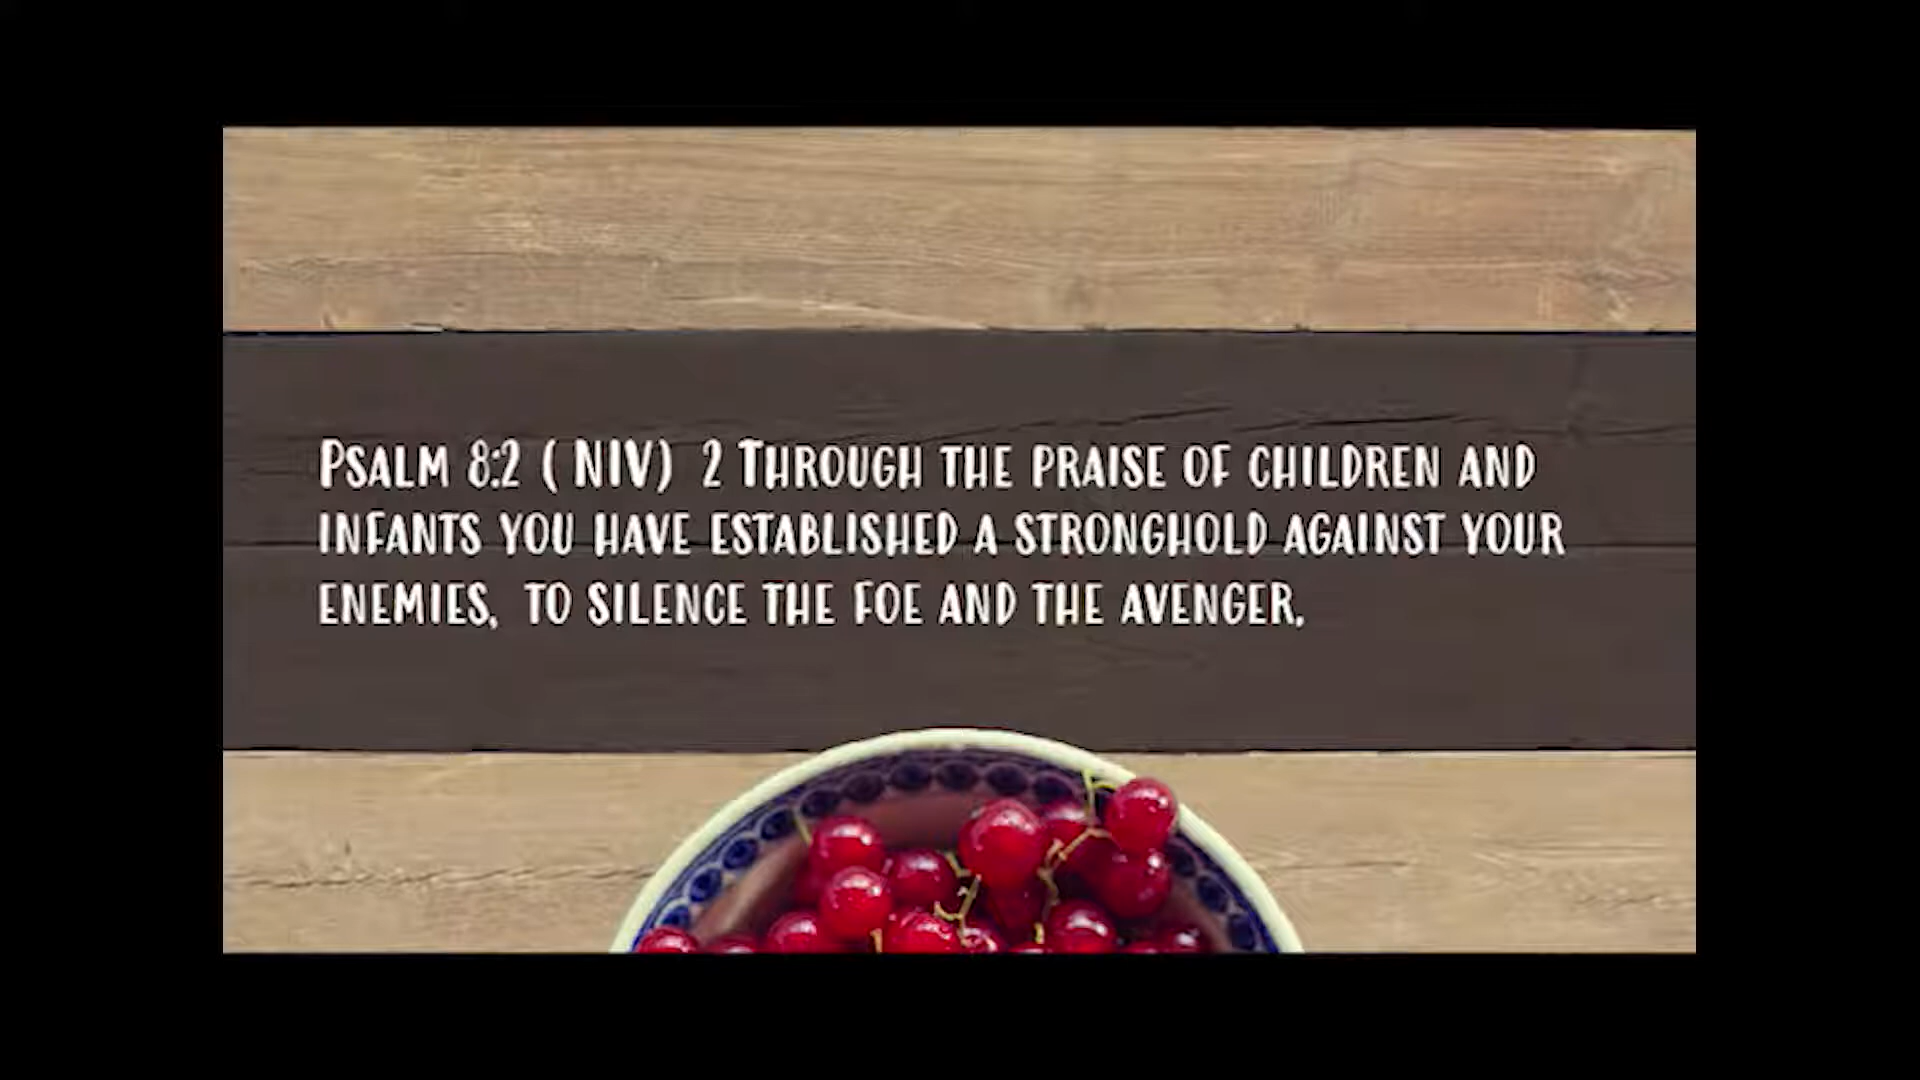 Psalm 8:2 ( NIV)  2 Through the praise of children and
infants you have established a stronghold against your
enemies,  to silence the foe and the avenger.